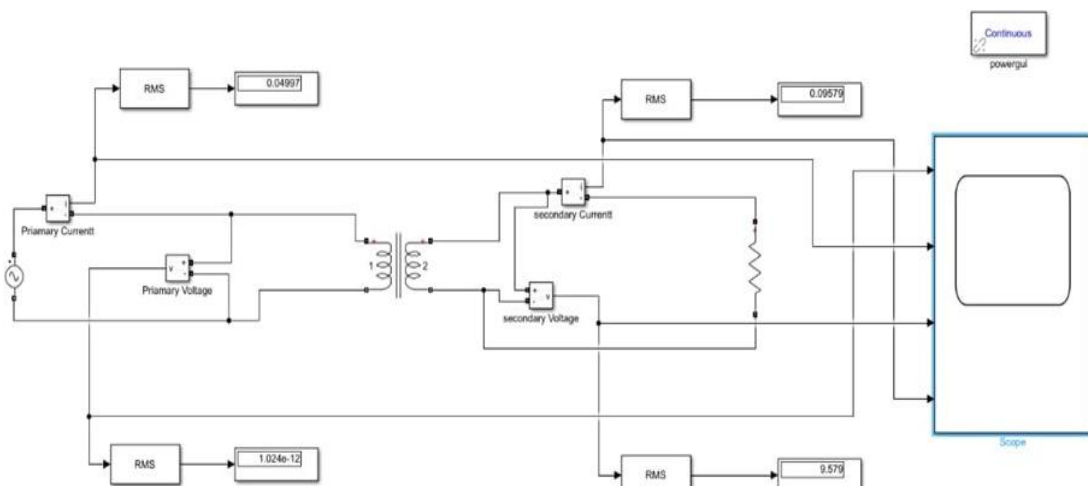 Continuous
powergui
RMS
0.04997
RMS
0.09579
+
i
-
Priamary Currentt
+
i
-
secondary Currentt
+
v
-
Priamary Voltage
1
2
+
v
-
secondary Voltage
RMS
1.024e-12
RMS
9.579
Scope